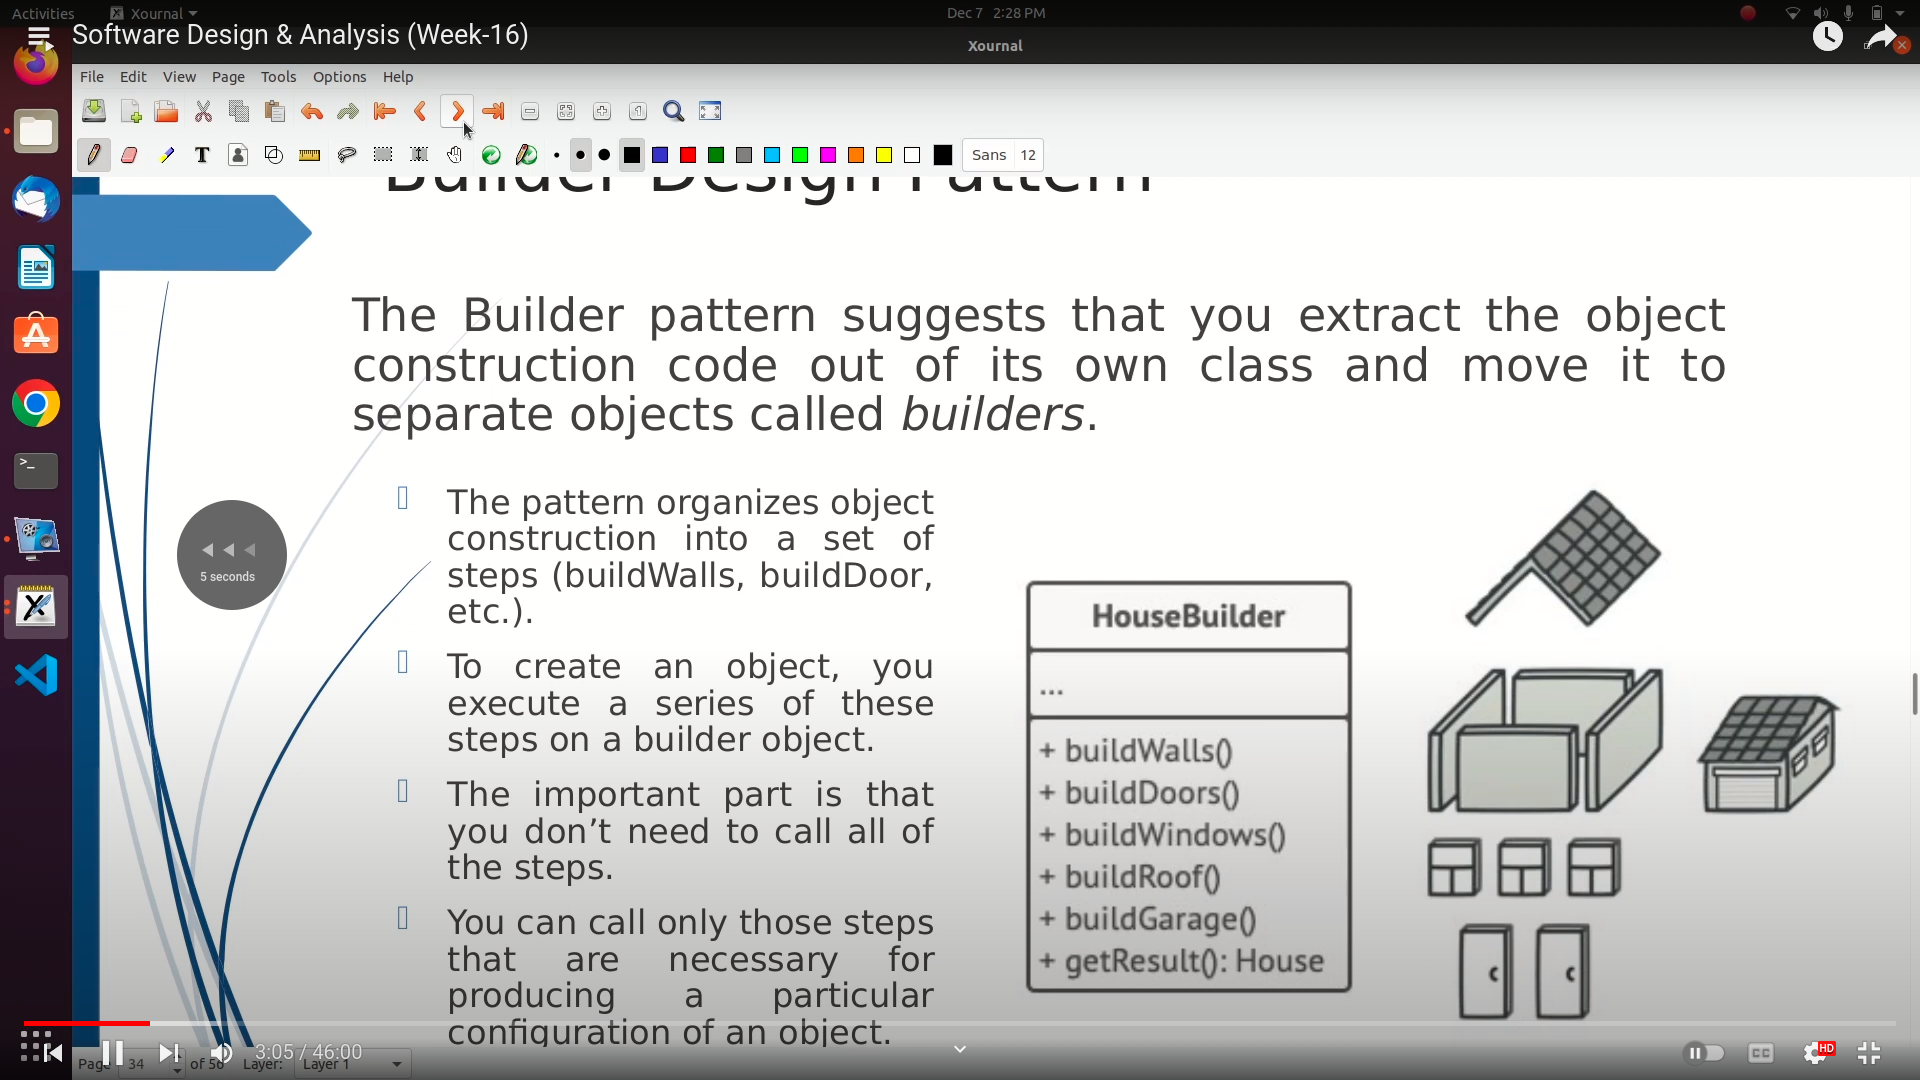 Activities
Xournal
Dec 7 2:28 PM
Software Design & Analysis (Week-16)
Xournal
File Edit View Page Tools Options Help
Sans 12
Builder Design Pattern
The Builder pattern suggests that you extract the object
construction code out of its own class and move it to
separate objects called builders.
The pattern organizes object
construction into a set of
steps (buildWalls, buildDoor,
etc.).
To create an object, you
execute a series of these
steps on a builder object.
The important part is that
you don’t need to call all of
the steps.
You can call only those steps
that are necessary for
producing a particular
configuration of an object.
5 seconds
HouseBuilder
...
+ buildWalls()
+ buildDoors()
+ buildWindows()
+ buildRoof()
+ buildGarage()
+ getResult(): House
3:05 / 46:00
CC
HD
Page 34 of 56 Layer: Layer 1